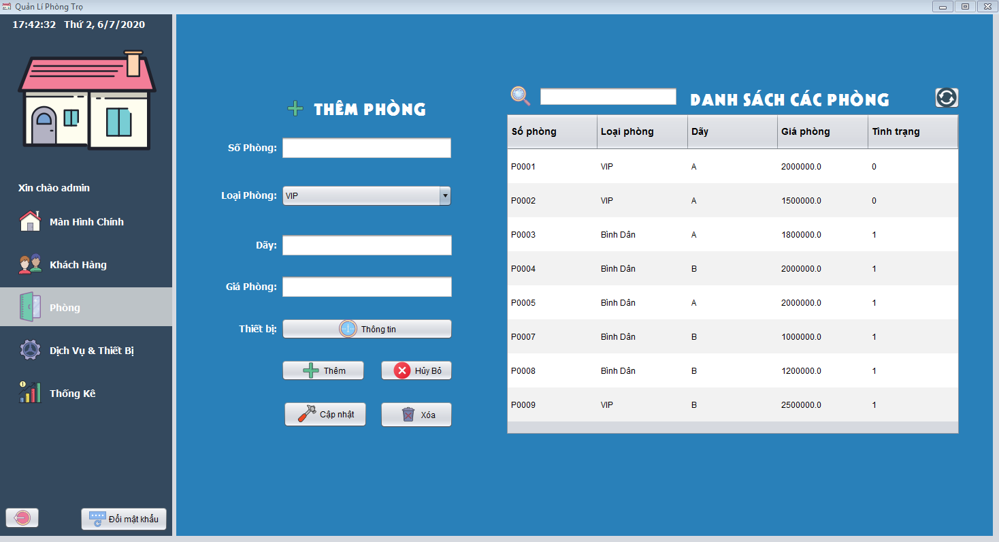 Quản Lí Phòng Trọ
17:42:32 Thứ 2, 6/7/2020
Xin chào admin
Màn Hình Chính
Khách Hàng
Phòng
Dịch Vụ & Thiết Bị
Thống Kê
Đổi mật khẩu
THÊM PHÒNG
Số Phòng:
Loại Phòng: VIP
Dãy:
Giá Phòng:
Thiết bị: Thông tin
Thêm Hủy Bỏ
Cập nhật Xóa
DANH SÁCH CÁC PHÒNG
Số phòng Loại phòng Dãy Giá phòng Tình trạng
P0001 VIP A 2000000.0 0
P0002 VIP A 1500000.0 0
P0003 Bình Dân A 1800000.0 1
P0004 Bình Dân B 2000000.0 1
P0005 Bình Dân A 2000000.0 1
P0007 Bình Dân B 1000000.0 1
P0008 Bình Dân B 1200000.0 1
P0009 VIP B 2500000.0 1